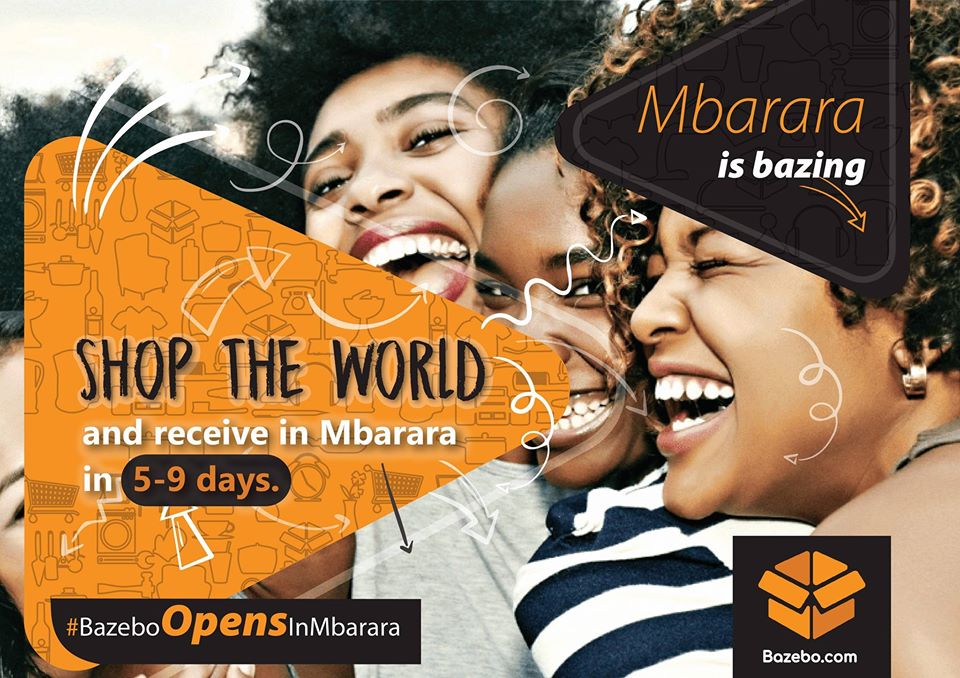 Mbarara
is bazing
SHOP THE WORLD
and receive in Mbarara
in 5-9 days.
#BazeboOpensInMbarara
Bazebo.com